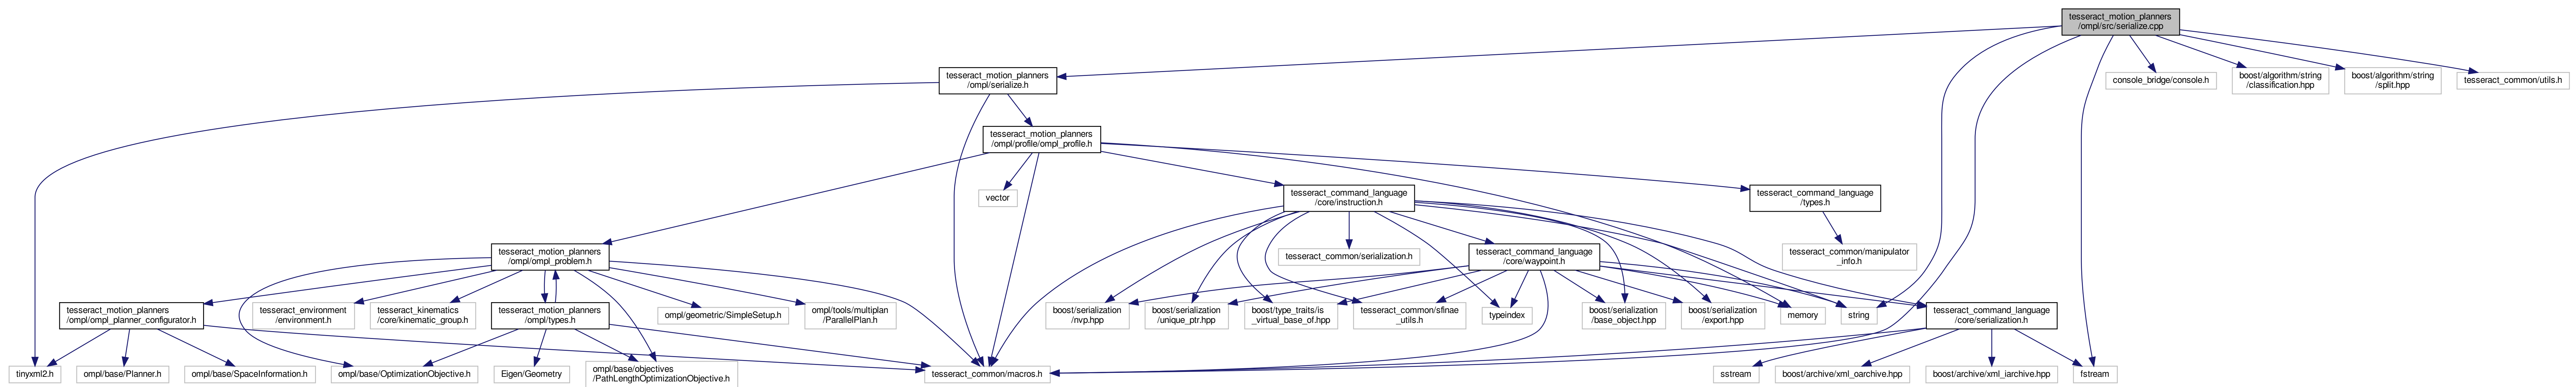 tesseract_motion_planners
/ompl/src/serialize.cpp
tesseract_motion_planners
/ompl/serialize.h
console_bridge/console.h
boost/algorithm/string
/classification.hpp
boost/algorithm/string
/split.hpp
tesseract_common/utils.h
tesseract_motion_planners
/ompl/profile/ompl_profile.h
vector
tesseract_command_language
/core/instruction.h
tesseract_command_language
/types.h
tesseract_motion_planners
/ompl/ompl_problem.h
tesseract_common/serialization.h
tesseract_command_language
/core/waypoint.h
tesseract_common/manipulator
_info.h
tesseract_motion_planners
/ompl/ompl_planner_configurator.h
tesseract_environment
/environment.h
tesseract_kinematics
/core/kinematic_group.h
tesseract_motion_planners
/ompl/types.h
ompl/geometric/SimpleSetup.h
ompl/tools/multiplan
/ParallelPlan.h
boost/serialization
/nvp.hpp
boost/serialization
/unique_ptr.hpp
boost/type_traits/is
_virtual_base_of.hpp
tesseract_common/sfinae
_utils.h
typeindex
boost/serialization
/base_object.hpp
boost/serialization
/export.hpp
memory
string
tesseract_command_language
/core/serialization.h
tinyxml2.h
ompl/base/Planner.h
ompl/base/SpaceInformation.h
ompl/base/OptimizationObjective.h
Eigen/Geometry
ompl/base/objectives
/PathLengthOptimizationObjective.h
tesseract_common/macros.h
sstream
boost/archive/xml_oarchive.hpp
boost/archive/xml_iarchive.hpp
fstream